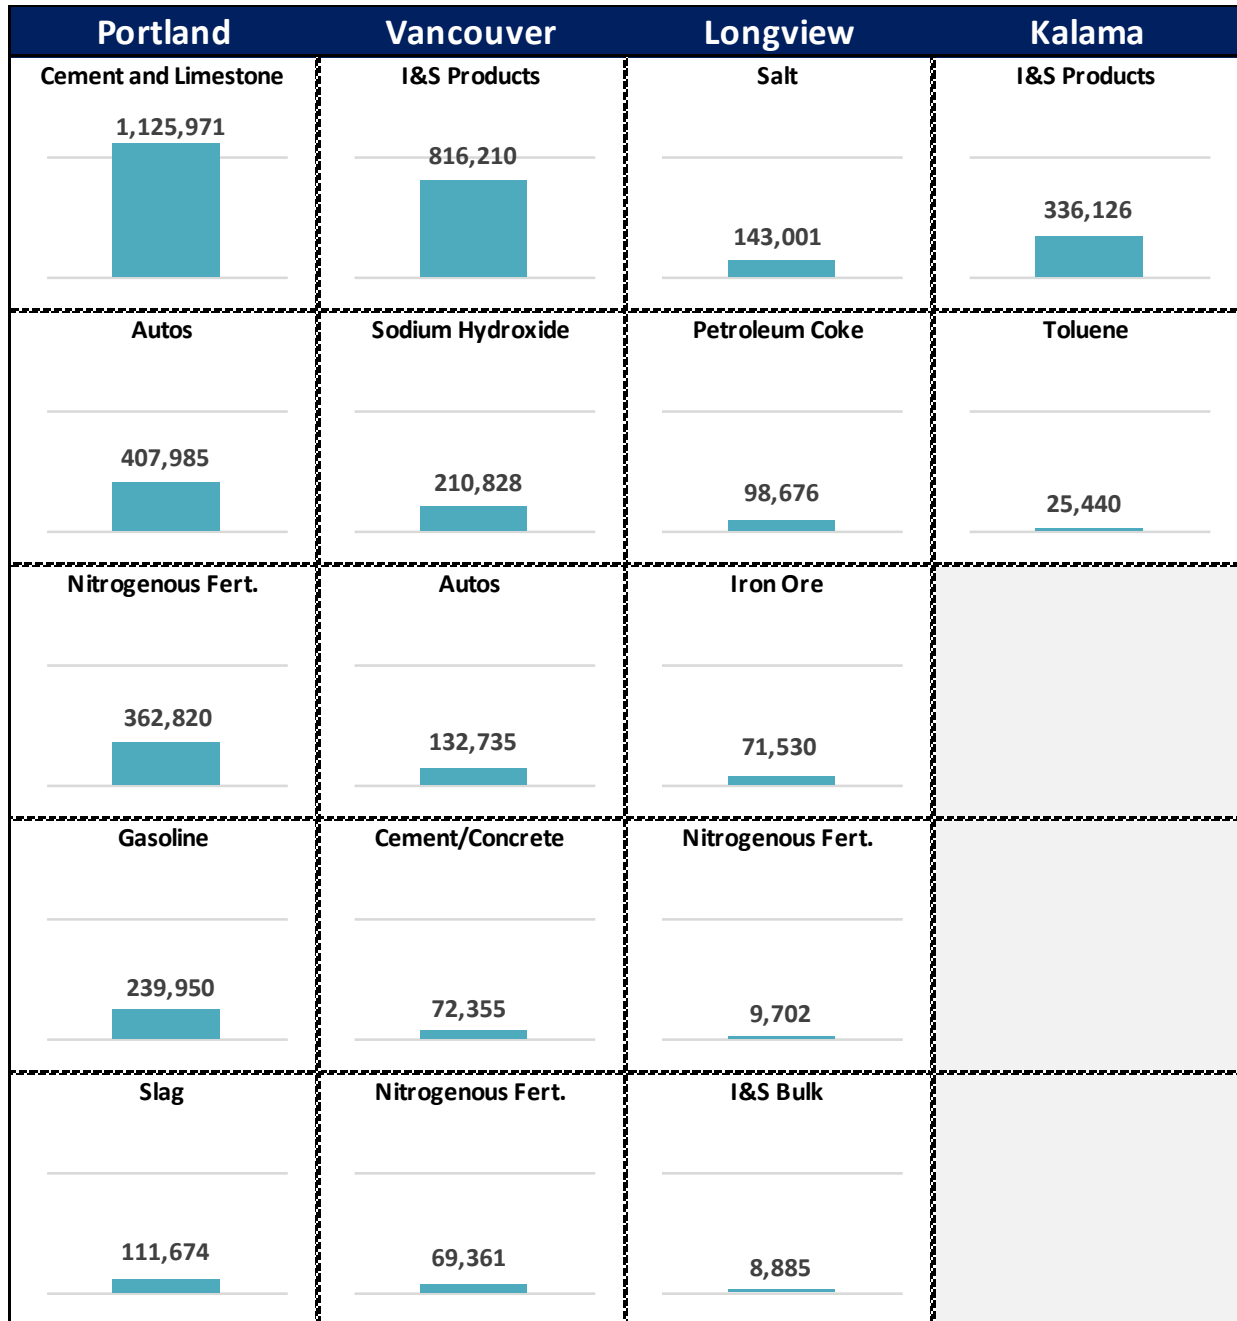 Portland Vancouver Longview Kalama
Cement and Limestone I&S Products Salt I&S Products
1,125,971 816,210 143,001 336,126
Autos Sodium Hydroxide Petroleum Coke Toluene
407,985 210,828 98,676 25,440
Nitrogenous Fert. Autos Iron Ore
362,820 132,735 71,530
Gasoline Cement/Concrete Nitrogenous Fert.
239,950 72,355 9,702
Slag Nitrogenous Fert. I&S Bulk
111,674 69,361 8,885